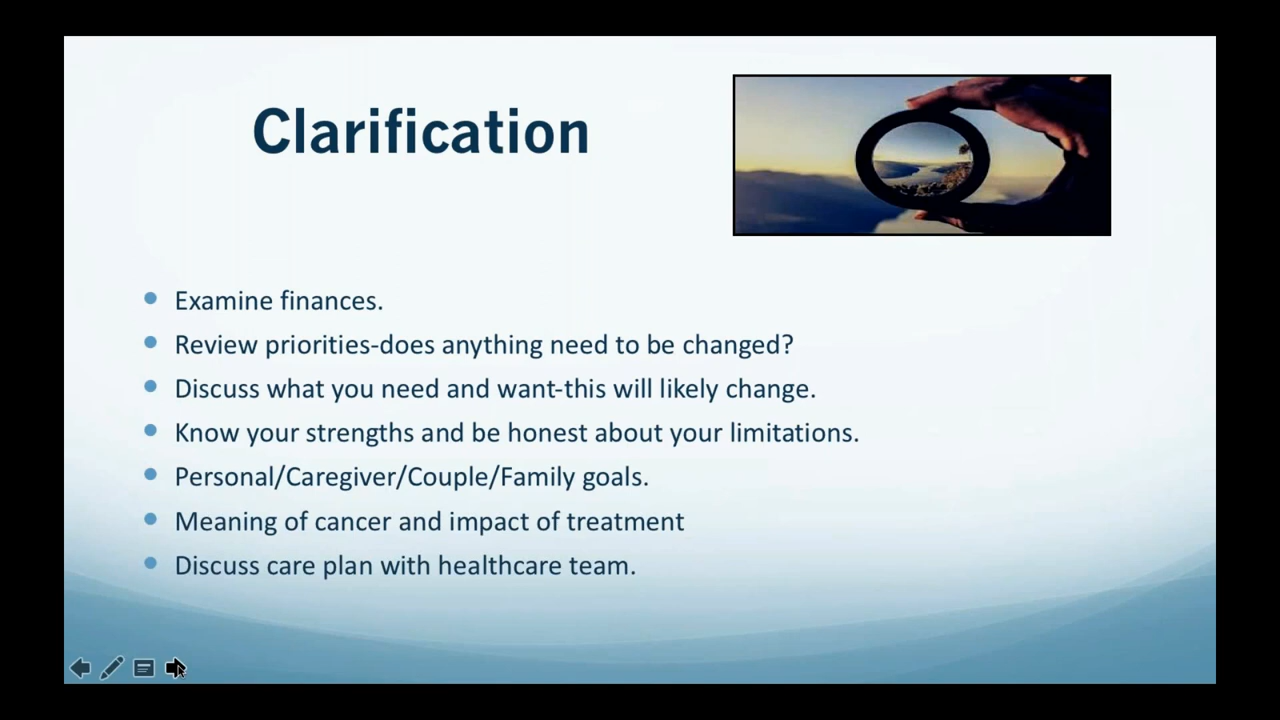 Clarification
Examine finances.
Review priorities-does anything need to be changed?
Discuss what you need and want-this will likely change.
Know your strengths and be honest about your limitations.
Personal/Caregiver/Couple/Family goals.
Meaning of cancer and impact of treatment
Discuss care plan with healthcare team.